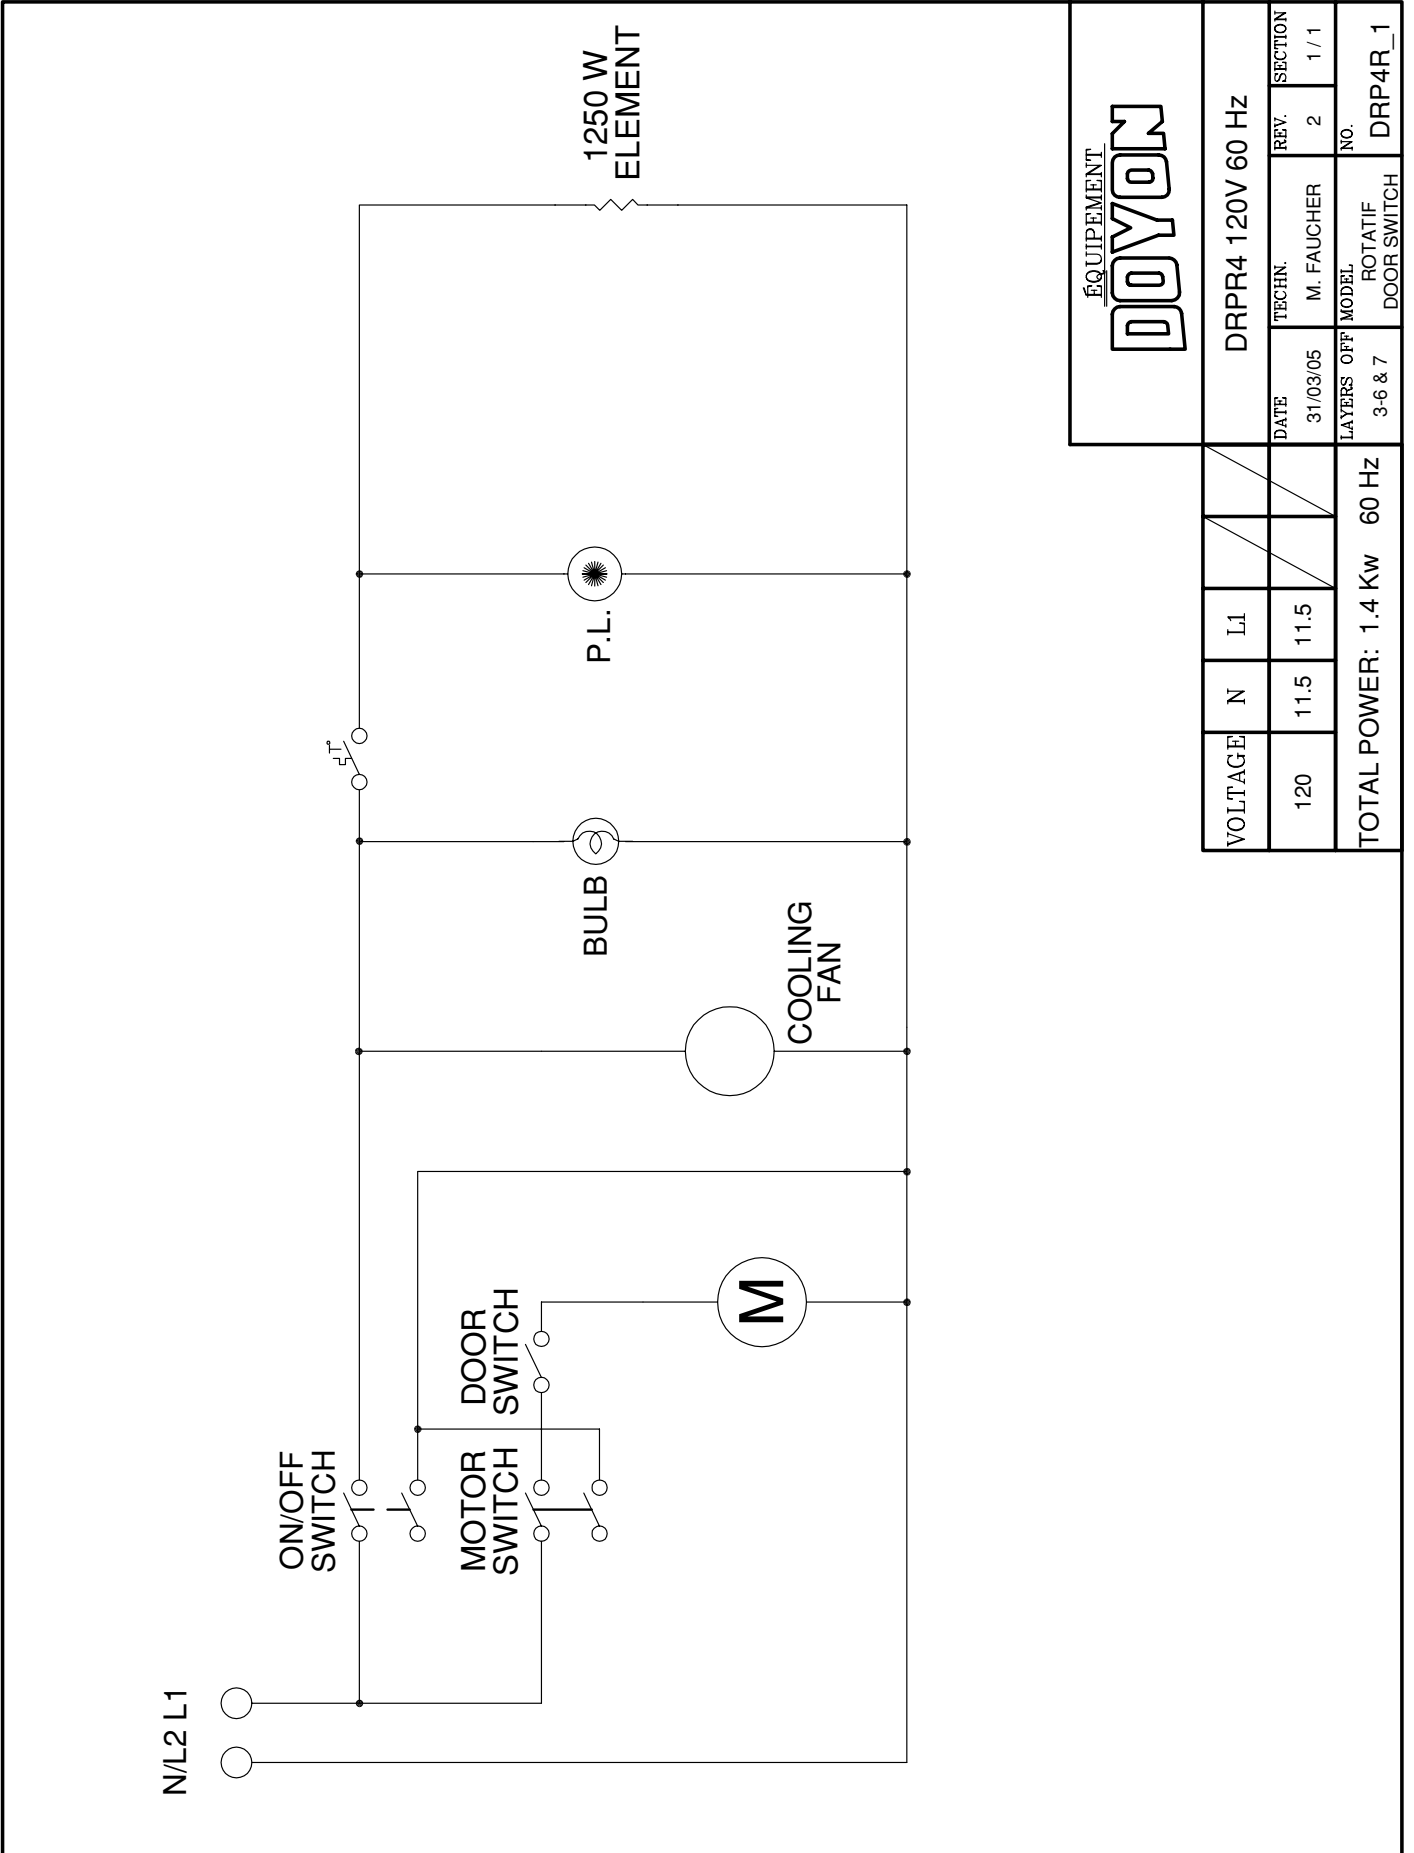 N/L2 L1
ON/OFF
SWITCH
MOTOR
SWITCH
DOOR
SWITCH
M
COOLING
FAN
BULB
P.L.
1250 W
ELEMENT
ÉQUIPEMENT
DOYON
DRPR4 120V 60 Hz
DATE
31/03/05
TECHN.
M. FAUCHER
REV.
2
SECTION
1 / 1
LAYERS OFF
3-6 & 7
MODEL
ROTATIF
DOOR SWITCH
NO.
DRP4R_1
VOLTAGE N L1
120 11.5 11.5
TOTAL POWER: 1.4 Kw 60 Hz